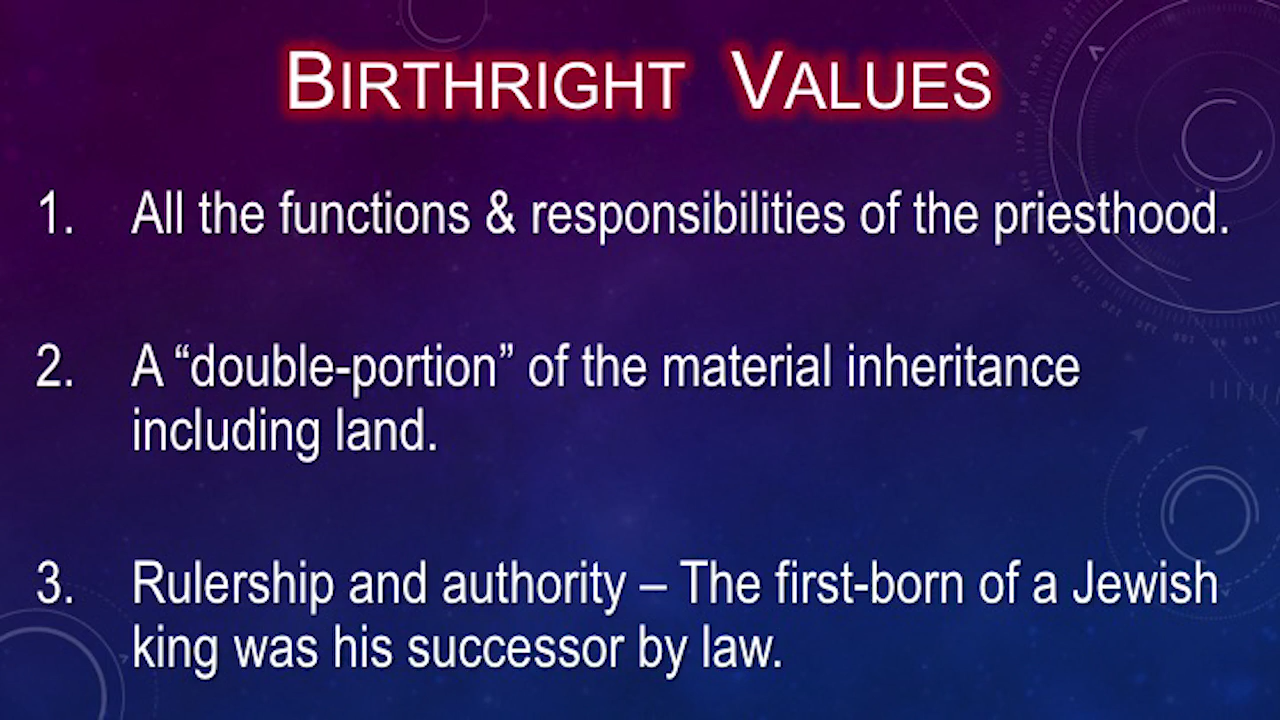 BIRTHRIGHT VALUES
1. All the functions & responsibilities of the priesthood.
2. A “double-portion” of the material inheritance
including land.
3. Rulership and authority – The first-born of a Jewish
king was his successor by law.